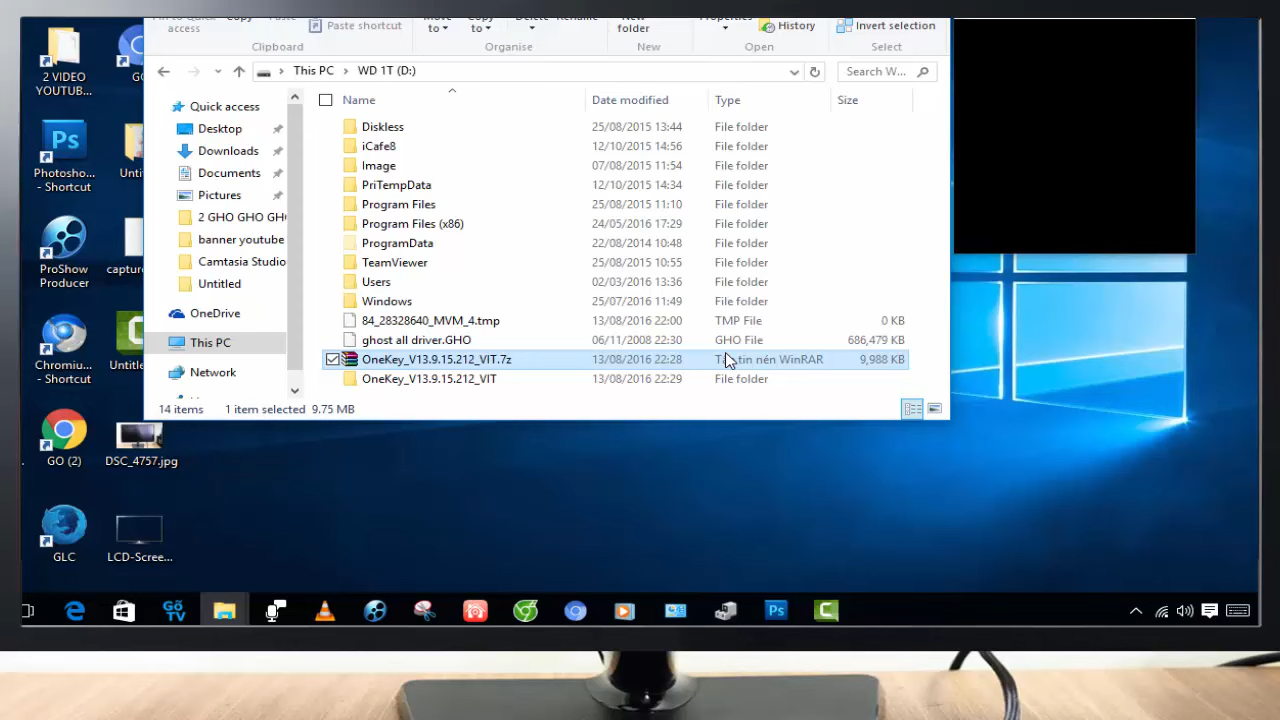 access
Copy
Paste shortcut
Move
to
Copy
to
Delete
Rename
New
folder
Properties
History
Invert selection
Clipboard
Organise
New
Open
Select
This PC
WD 1T (D:)
Search W...
Quick access
Desktop
Downloads
Documents
Pictures
2 GHO GHO GH
banner youtube
Camtasia Studio
Untitled
OneDrive
This PC
Network
Name Date modified Type Size
Diskless 25/08/2015 13:44 File folder
iCafe8 12/10/2015 14:56 File folder
Image 07/08/2015 11:54 File folder
PriTempData 12/10/2015 14:34 File folder
Program Files 25/08/2015 11:10 File folder
Program Files (x86) 24/05/2016 17:29 File folder
ProgramData 22/08/2014 10:48 File folder
TeamViewer 25/08/2015 10:55 File folder
Users 02/03/2016 13:36 File folder
Windows 25/07/2016 11:49 File folder
84_28328640_MVM_4.tmp 13/08/2016 22:00 TMP File 0 KB
ghost all driver.GHO 06/11/2008 22:30 GHO File 686,479 KB
OneKey_V13.9.15.212_VIT.7z 13/08/2016 22:28 tin nén WinRAR 9,988 KB
OneKey_V13.9.15.212_VIT 13/08/2016 22:29 File folder
14 items 1 item selected 9.75 MB
2 VIDEO
YOUTUB...
Ps
Photosho...
- Shortcut
ProShow
Producer
Chromiu...
- Shortcut
GO (2)
GLC
Unti
captur
Untitle
DSC_4757.jpg
LCD-Scree...
GÕ
TV
Ps
C